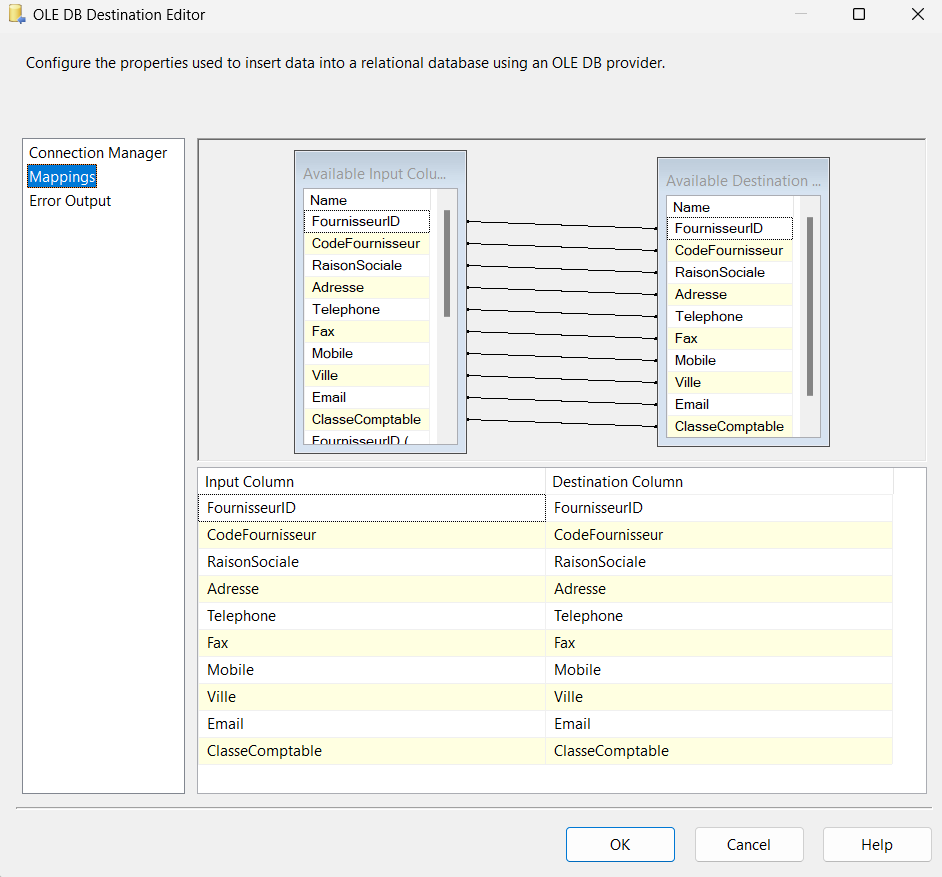 OLE DB Destination Editor
Configure the properties used to insert data into a relational database using an OLE DB provider.
Connection Manager
Mappings
Error Output
Available Input Colu...
Name
FournisseurID
CodeFournisseur
RaisonSociale
Adresse
Telephone
Fax
Mobile
Ville
Email
ClasseComptable
FournisseurID (
Available Destination ...
Name
FournisseurID
CodeFournisseur
RaisonSociale
Adresse
Telephone
Fax
Mobile
Ville
Email
ClasseComptable
Input Column Destination Column
FournisseurID FournisseurID
CodeFournisseur CodeFournisseur
RaisonSociale RaisonSociale
Adresse Adresse
Telephone Telephone
Fax Fax
Mobile Mobile
Ville Ville
Email Email
ClasseComptable ClasseComptable
OK Cancel Help